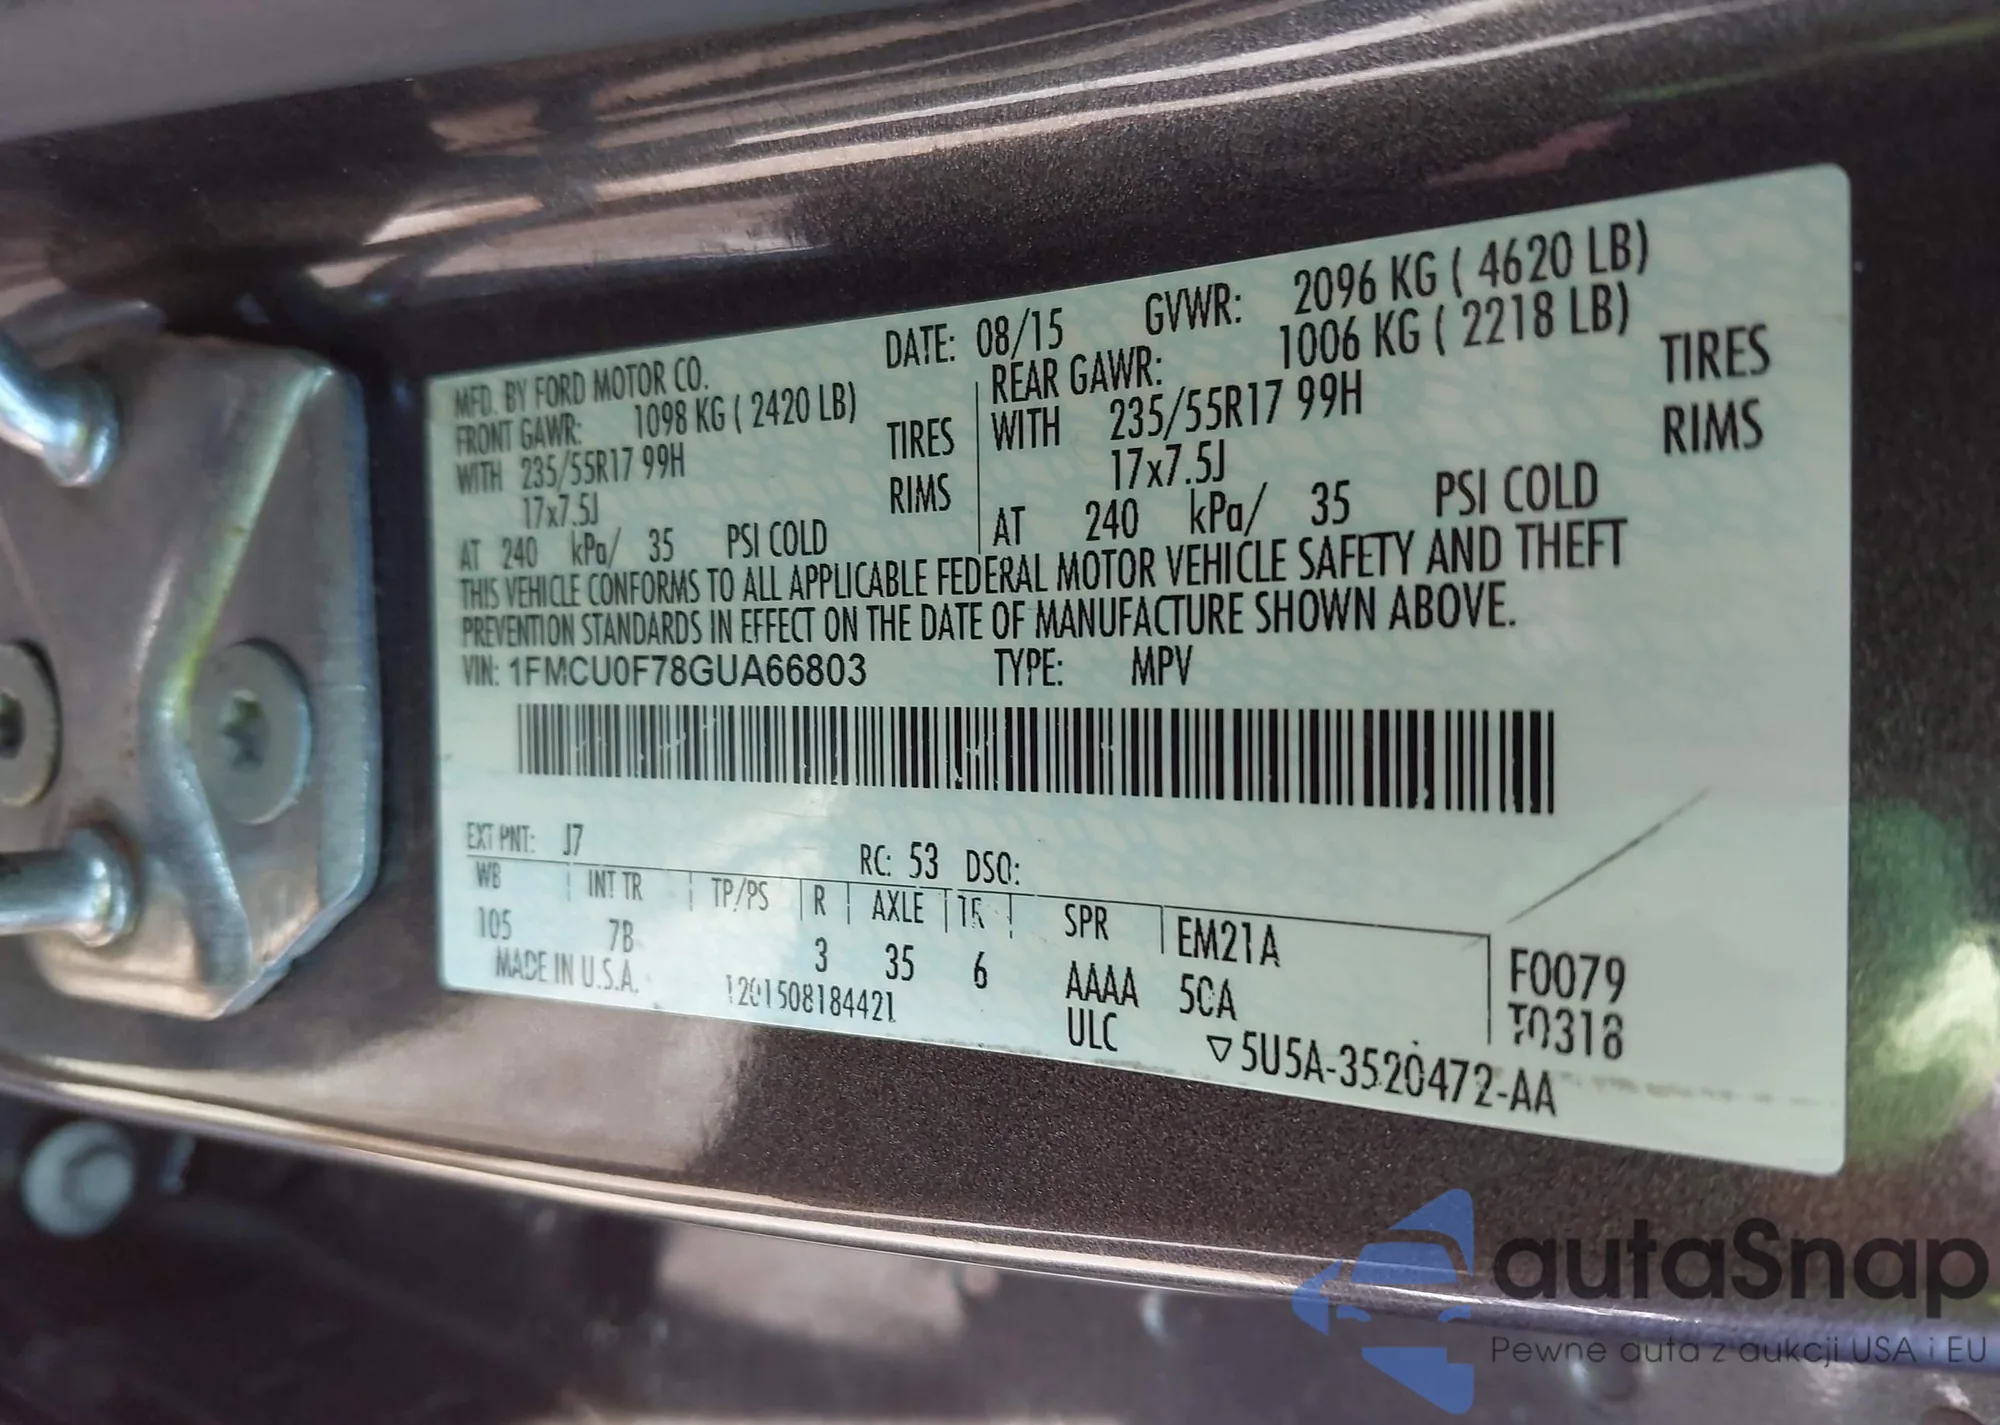 MFD. BY FORD MOTOR CO. DATE: 08/15 GVWR: 2096 KG ( 4620 LB)
FRONT GAWR: 1098 KG ( 2420 LB) REAR GAWR: 1006 KG ( 2218 LB)
WITH 235/55R17 99H TIRES WITH 235/55R17 99H TIRES
17x7.5J RIMS 17x7.5J RIMS
AT 240 kPa/ 35 PSI COLD AT 240 kPa/ 35 PSI COLD
THIS VEHICLE CONFORMS TO ALL APPLICABLE FEDERAL MOTOR VEHICLE SAFETY AND THEFT
PREVENTION STANDARDS IN EFFECT ON THE DATE OF MANUFACTURE SHOWN ABOVE.
VIN: 1FMCU0F78GUA66803 TYPE: MPV
EXT PNT: J7 RC: 53 DSO:
WB INT TR TP/PS R AXLE TR SPR EM21A F0079
105 7B 3 35 6 AAAA 5CA T0318
MADE IN U.S.A. 1201508184421 ULC ▽5U5A-3520472-AA
autaSnap
Pewne auta z aukcji USA i EU